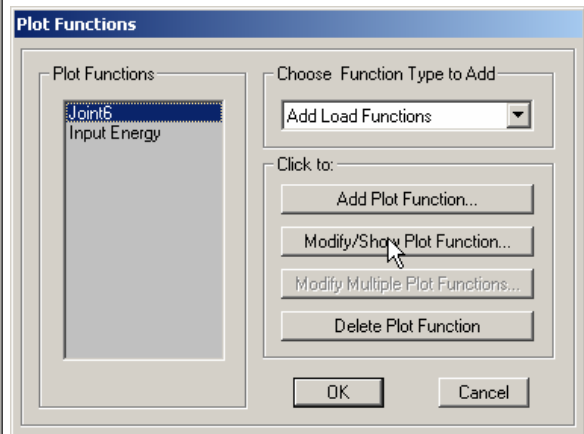 Plot Functions
Plot Functions
Joint6
Input Energy
Choose Function Type to Add
Add Load Functions
Click to:
Add Plot Function...
Modify/Show Plot Function...
Modify Multiple Plot Functions...
Delete Plot Function
OK
Cancel